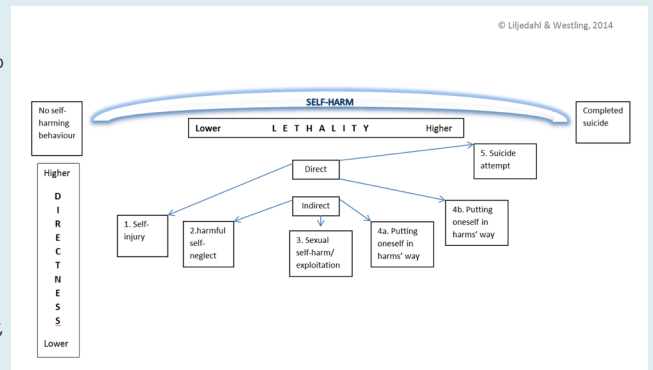 © Liljedahl & Westling, 2014
SELF-HARM
No self-
harming
behaviour
Lower LETHALITY Higher
Completed
suicide
Direct
5. Suicide
attempt
Higher
DIRECTNESS
Lower
Indirect
1. Self-
injury
2.harmful
self-
neglect
3. Sexual
self-harm/
exploitation
4a. Putting
oneself in
harms' way
4b. Putting
oneself in
harms' way